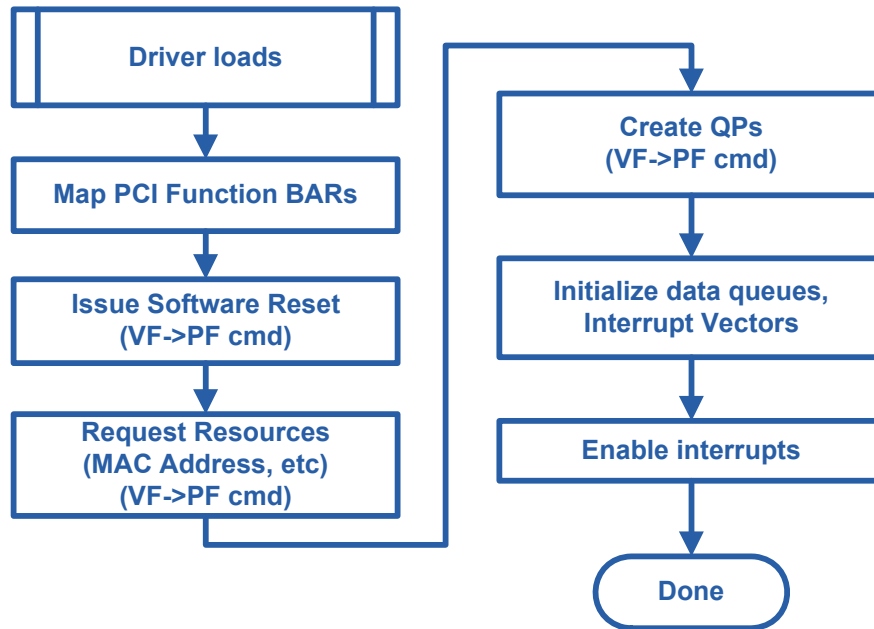 Driver loads
Map PCI Function BARs
Issue Software Reset
(VF->PF cmd)
Request Resources
(MAC Address, etc)
(VF->PF cmd)
Create QPs
(VF->PF cmd)
Initialize data queues,
Interrupt Vectors
Enable interrupts
Done